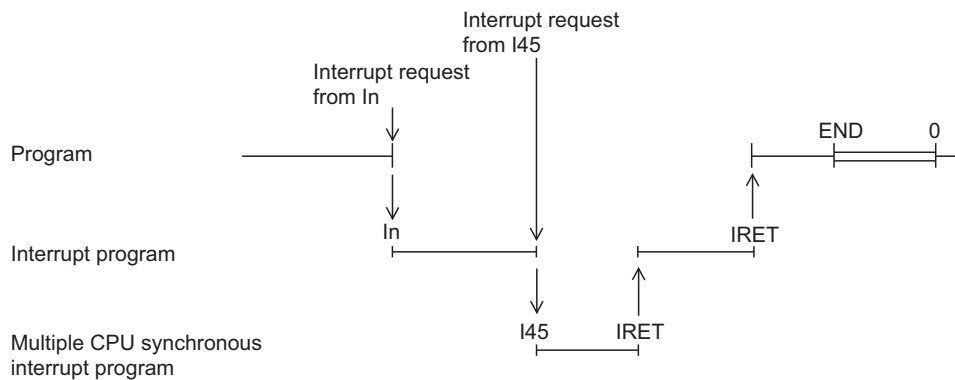 Interrupt request
from I45
Interrupt request
from In
END 0
Program
In IRET
Interrupt program
I45 IRET
Multiple CPU synchronous
interrupt program